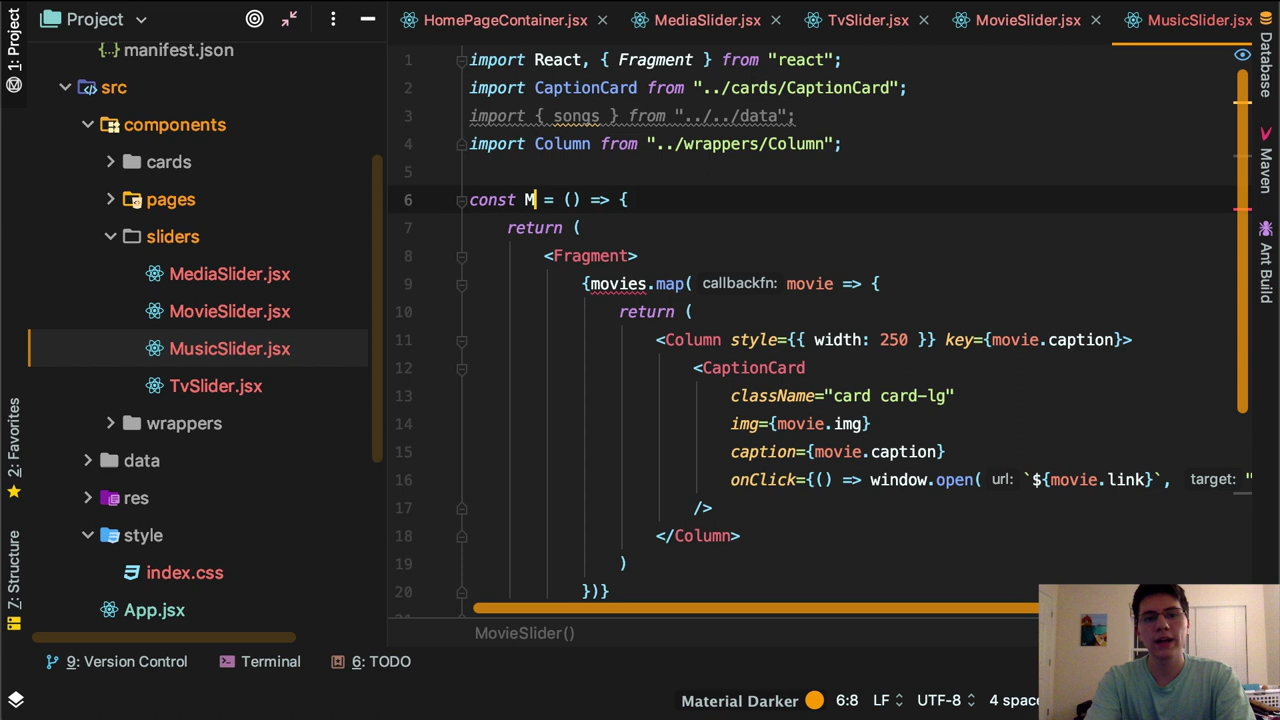 Project
HomePageContainer.jsx
MediaSlider.jsx
TvSlider.jsx
MovieSlider.jsx
MusicSlider.jsx
1: Project
2: Favorites
7: Structure
manifest.json
src
components
cards
pages
sliders
MediaSlider.jsx
MovieSlider.jsx
MusicSlider.jsx
TvSlider.jsx
wrappers
data
res
style
index.css
App.jsx
1 import React, { Fragment } from "react";
2 import CaptionCard from "../cards/CaptionCard";
3 import { songs } from "../../data";
4 import Column from "../wrappers/Column";
5
6 const M = () => {
7 return (
8 <Fragment>
9 {movies.map( callbackfn: movie => {
10 return (
11 <Column style={{ width: 250 }} key={movie.caption}>
12 <CaptionCard
13 className="card card-lg"
14 img={movie.img}
15 caption={movie.caption}
16 onClick={() => window.open( url: `${movie.link}`, target: "
17 />
18 </Column>
19 )
20 })}
MovieSlider()
Database
Maven
Ant Build
9: Version Control
Terminal
6: TODO
Material Darker
6:8
LF
UTF-8
4 spac